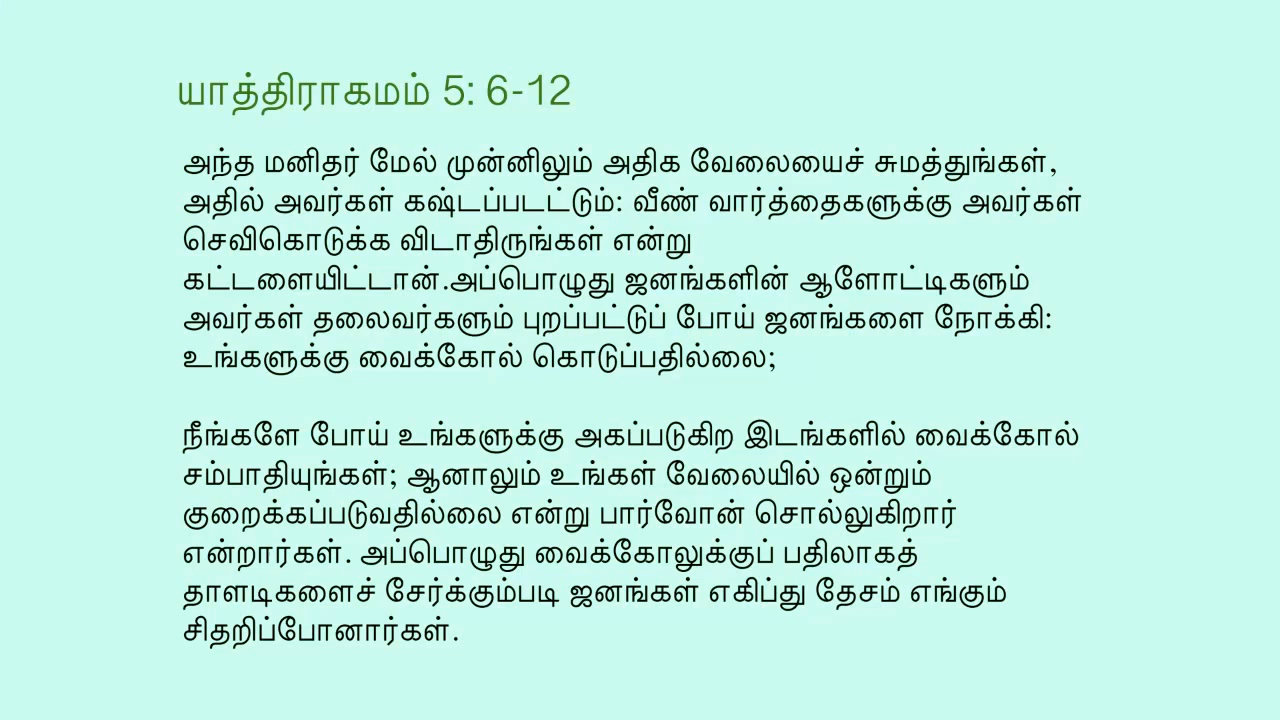 யாத்திராகமம் 5: 6-12
அந்த மனிதர் மேல் முன்னிலும் அதிக வேலையைச் சுமத்துங்கள்,
அதில் அவர்கள் கஷ்டப்படட்டும்: வீண் வார்த்தைகளுக்கு அவர்கள்
செவிகொடுக்க விடாதிருங்கள் என்று
கட்டளையிட்டான்.அப்பொழுது ஜனங்களின் ஆளோட்டிகளும்
அவர்கள் தலைவர்களும் புறப்பட்டுப் போய் ஜனங்களை நோக்கி:
உங்களுக்கு வைக்கோல் கொடுப்பதில்லை;
நீங்களே போய் உங்களுக்கு அகப்படுகிற இடங்களில் வைக்கோல்
சம்பாதியுங்கள்; ஆனாலும் உங்கள் வேலையில் ஒன்றும்
குறைக்கப்படுவதில்லை என்று பார்வோன் சொல்லுகிறார்
என்றார்கள். அப்பொழுது வைக்கோலுக்குப் பதிலாகத்
தாளடிகளைச் சேர்க்கும்படி ஜனங்கள் எகிப்து தேசம் எங்கும்
சிதறிப்போனார்கள்.